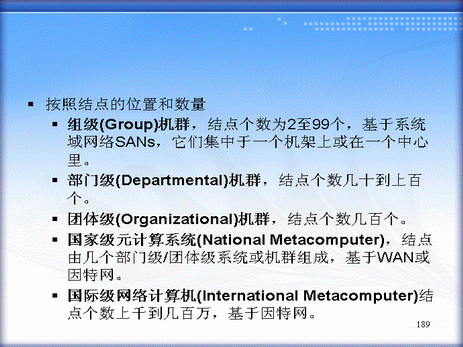 ▪ 按照结点的位置和数量
▪ 组级(Group)机群，结点个数为2至99个，基于系统
域网络SANs，它们集中于一个机架上或在一个中心
里。
▪ 部门级(Departmental)机群，结点个数几十到上百
个。
▪ 团体级(Organizational)机群，结点个数几百个。
▪ 国家级元计算系统(National Metacomputer)，结点
由几个部门级/团体级系统或机群组成，基于WAN或
因特网。
▪ 国际级网络计算机(International Metacomputer)结
点个数上千到几百万，基于因特网。
189